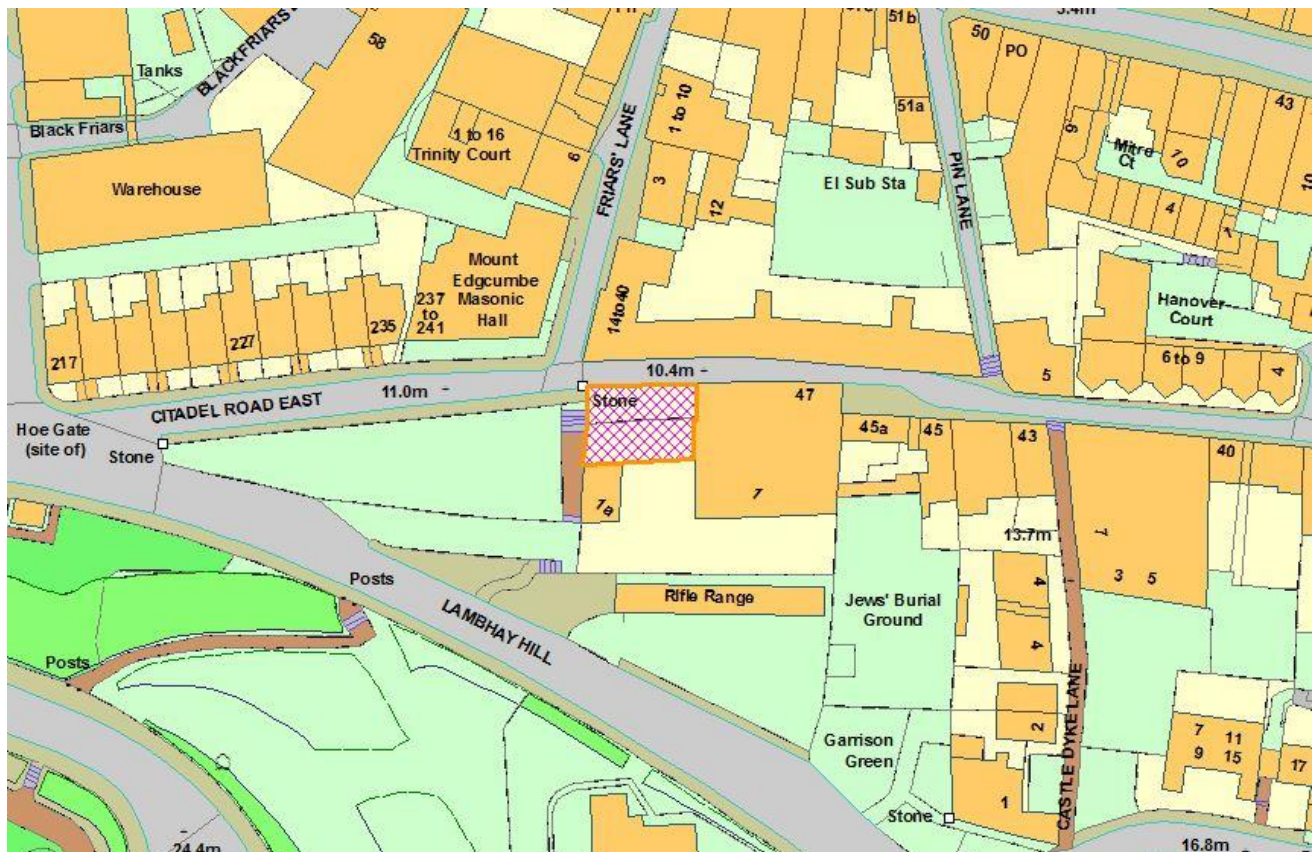 58
51b
50
PO
3.4m
Tanks
51a
43
BLACKFRIARS
1 to 10
9
Mitre
Ct
10
10
Black Friars
1 to 16
Trinity Court
6
FRIARS' LANE
PIN LANE
Warehouse
3
12
El Sub Sta
4
1
Mount
Edgcumbe
Masonic
Hall
237
to
241
14to40
Hanover
Court
217
227
235
6 to 9
4
5
10.4m
11.0m
CITADEL ROAD EAST
Stone
47
Hoe Gate
(site of)
Stone
45a
45
43
40
1a
7
13.7m
1
3
5
Posts
Rifle Range
4
Jews' Burial
Ground
4
LAMBHAY HILL
Posts
CASTLE DYKE LANE
2
Garrison
Green
7
11
9
15
17
Stone
1
24.4m
16.8m